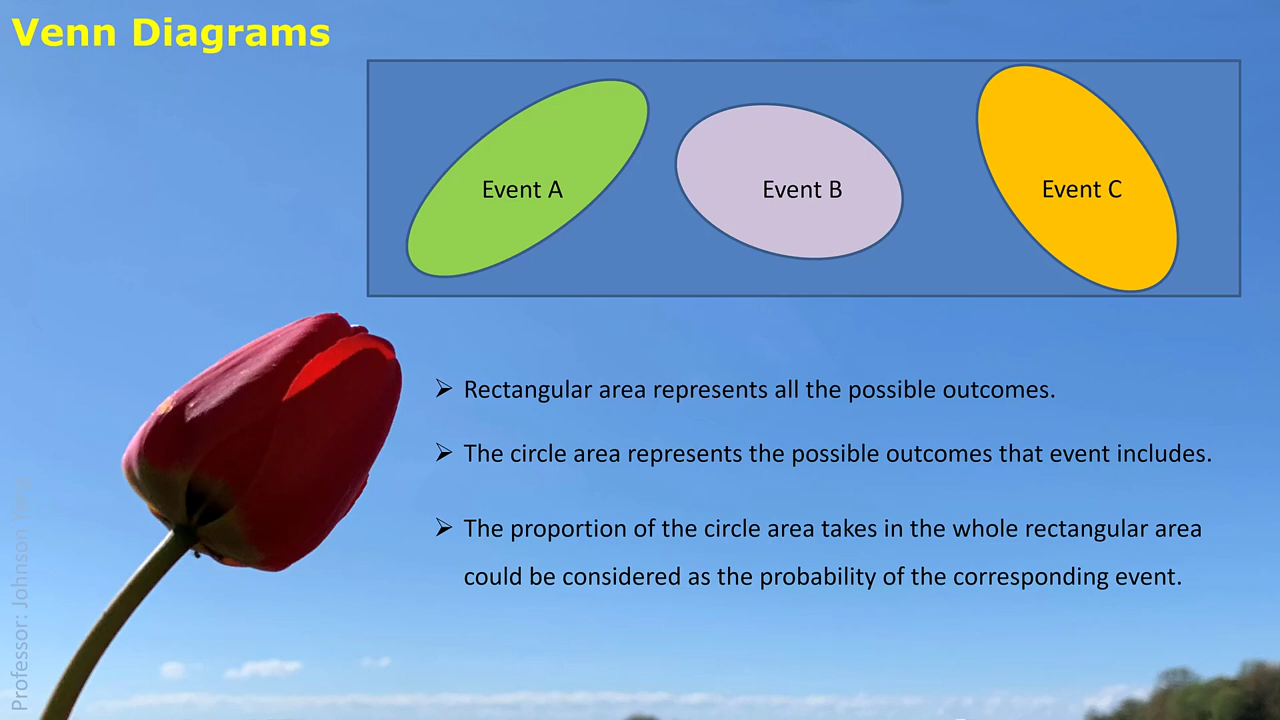 Venn Diagrams
Event A
Event B
Event C
➢ Rectangular area represents all the possible outcomes.
➢ The circle area represents the possible outcomes that event includes.
➢ The proportion of the circle area takes in the whole rectangular area
could be considered as the probability of the corresponding event.
Professor: Johnson